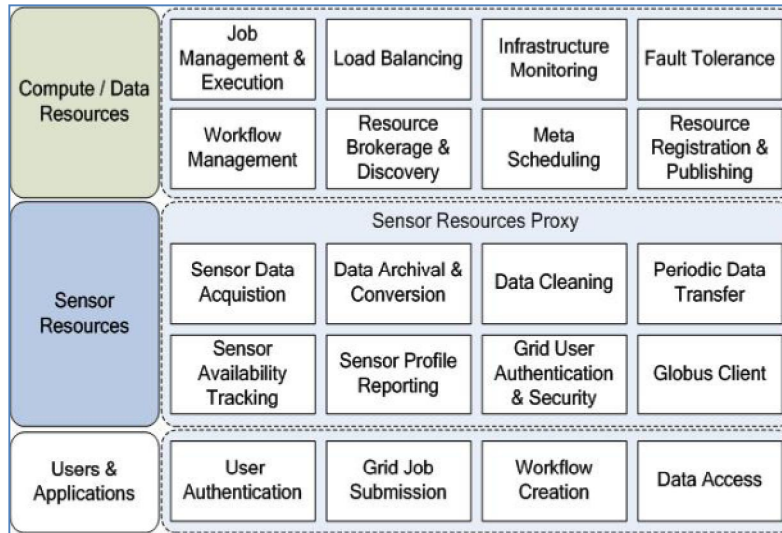 Compute / Data
Resources
Job
Management &
Execution
Load Balancing
Infrastructure
Monitoring
Fault Tolerance
Workflow
Management
Resource
Brokerage &
Discovery
Meta
Scheduling
Resource
Registration &
Publishing
Sensor
Resources
Sensor Resources Proxy
Sensor Data
Acquistion
Data Archival &
Conversion
Data Cleaning
Periodic Data
Transfer
Sensor
Availability
Tracking
Sensor Profile
Reporting
Grid User
Authentication
& Security
Globus Client
Users &
Applications
User
Authentication
Grid Job
Submission
Workflow
Creation
Data Access